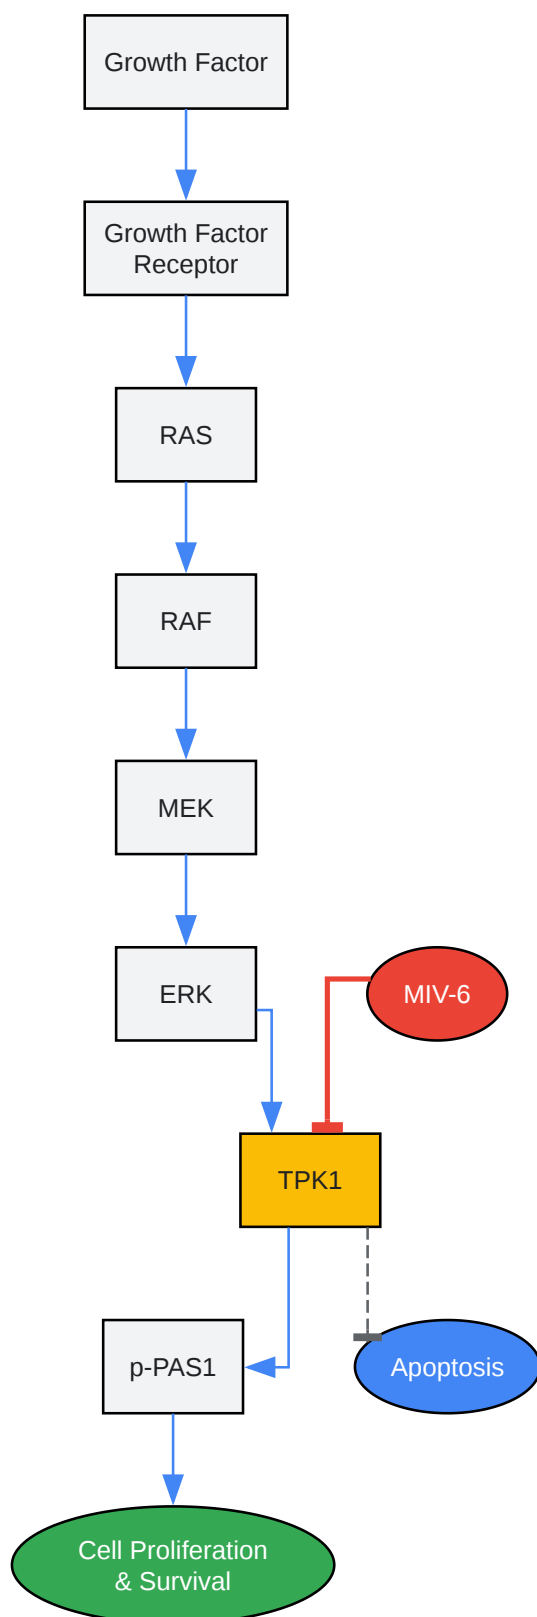 Growth Factor
Growth Factor
Receptor
RAS
RAF
MEK
ERK
MIV-6
TPK1
p-PAS1
Apoptosis
Cell Proliferation
& Survival